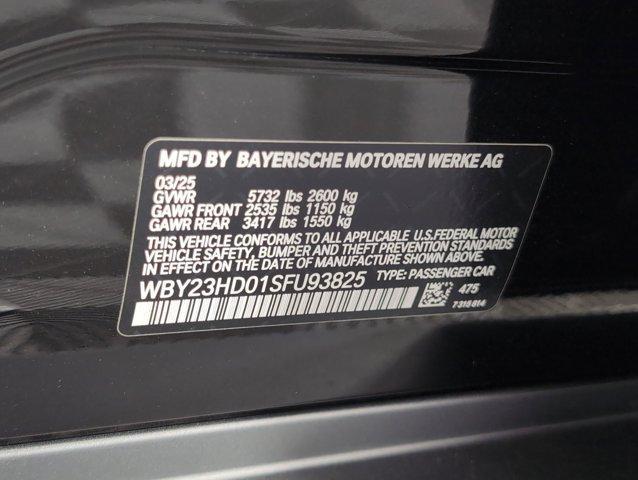 MFD BY BAYERISCHE MOTOREN WERKE AG
03/25
GVWR 5732 lbs 2600 kg
GAWR FRONT 2535 lbs 1150 kg
GAWR REAR 3417 lbs 1550 kg
THIS VEHICLE CONFORMS TO ALL APPLICABLE U.S.FEDERAL MOTOR
VEHICLE SAFETY, BUMPER, AND THEFT PREVENTION STANDARDS
IN EFFECT ON THE DATE OF MANUFACTURE SHOWN ABOVE.
WBY23HD01SFU93825 TYPE: PASSENGER CAR
475
7315814